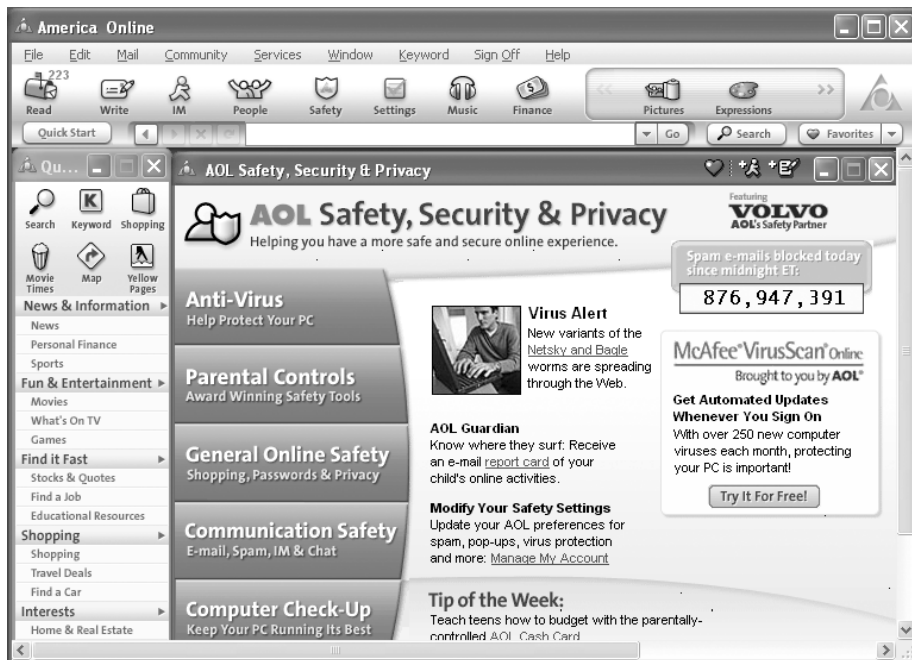 America Online
File Edit Mail Community Services Window Keyword Sign Off Help
223
Read Write IM People Safety Settings Music Finance Pictures Expressions
Quick Start Go Search Favorites
Qu...
Search Keyword Shopping
Movie Times Map Yellow Pages
News & Information
News
Personal Finance
Sports
Fun & Entertainment
Movies
What's On TV
Games
Find it Fast
Stocks & Quotes
Find a Job
Educational Resources
Shopping
Shopping
Travel Deals
Find a Car
Interests
Home & Real Estate
AOL Safety, Security & Privacy
AOL Safety, Security & Privacy
Helping you have a more safe and secure online experience.
Featuring
VOLVO
AOL's Safety Partner
Anti-Virus
Help Protect Your PC
Parental Controls
Award Winning Safety Tools
General Online Safety
Shopping, Passwords & Privacy
Communication Safety
E-mail, Spam, IM & Chat
Computer Check-Up
Keep Your PC Running Its Best
Virus Alert
New variants of the
Netsky and Bagle
worms are spreading
through the Web.
AOL Guardian
Know where they surf: Receive
an e-mail report card of your
child's online activities.
Modify Your Safety Settings
Update your AOL preferences for
spam, pop-ups, virus protection
and more: Manage My Account
Tip of the Week:
Teach teens how to budget with the parentally-
controlled AOL Cash Card
Spam e-mails blocked today
since midnight ET:
876,947,391
McAfee® VirusScan® Online
Brought to you by AOL®
Get Automated Updates
Whenever You Sign On
With over 250 new computer
viruses each month, protecting
your PC is important!
Try It For Free!